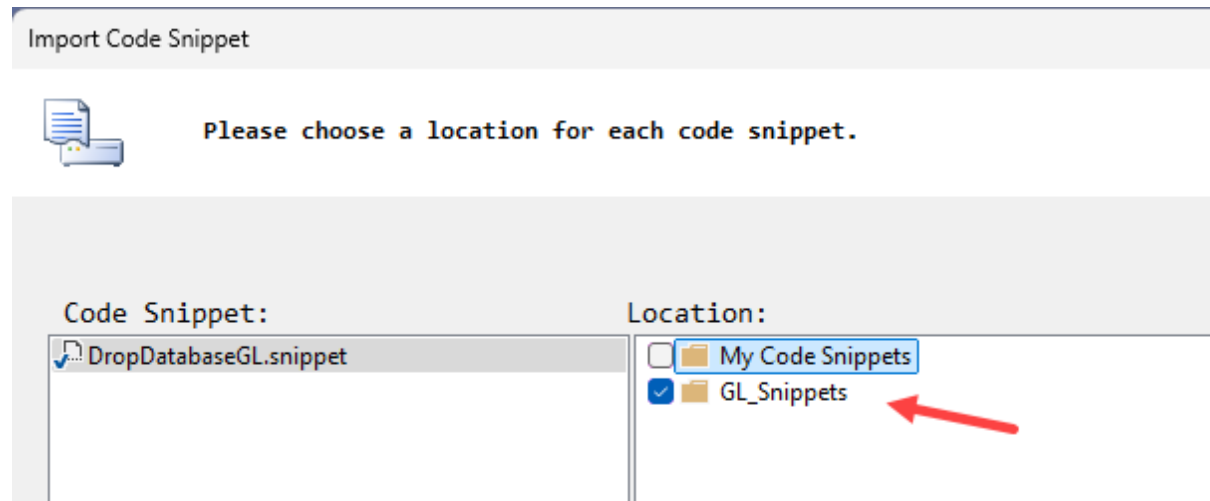 Import Code Snippet
Please choose a location for each code snippet.
Code Snippet:
Location:
DropDatabaseGL.snippet
My Code Snippets
GL_Snippets